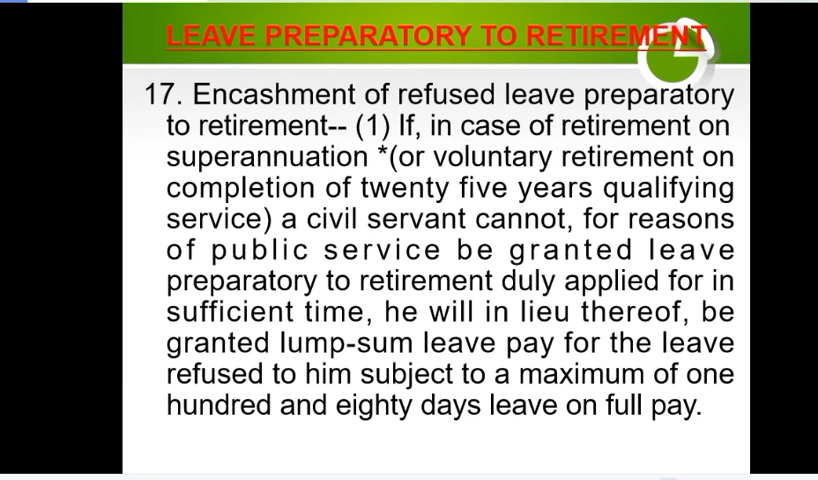 LEAVE PREPARATORY TO RETIREMENT
17. Encashment of refused leave preparatory
to retirement-- (1) If, in case of retirement on
superannuation *(or voluntary retirement on
completion of twenty five years qualifying
service) a civil servant cannot, for reasons
of public service be granted leave
preparatory to retirement duly applied for in
sufficient time, he will in lieu thereof, be
granted lump-sum leave pay for the leave
refused to him subject to a maximum of one
hundred and eighty days leave on full pay.